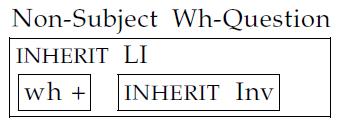 Non-Subject Wh-Question
INHERIT LI
wh + INHERIT Inv